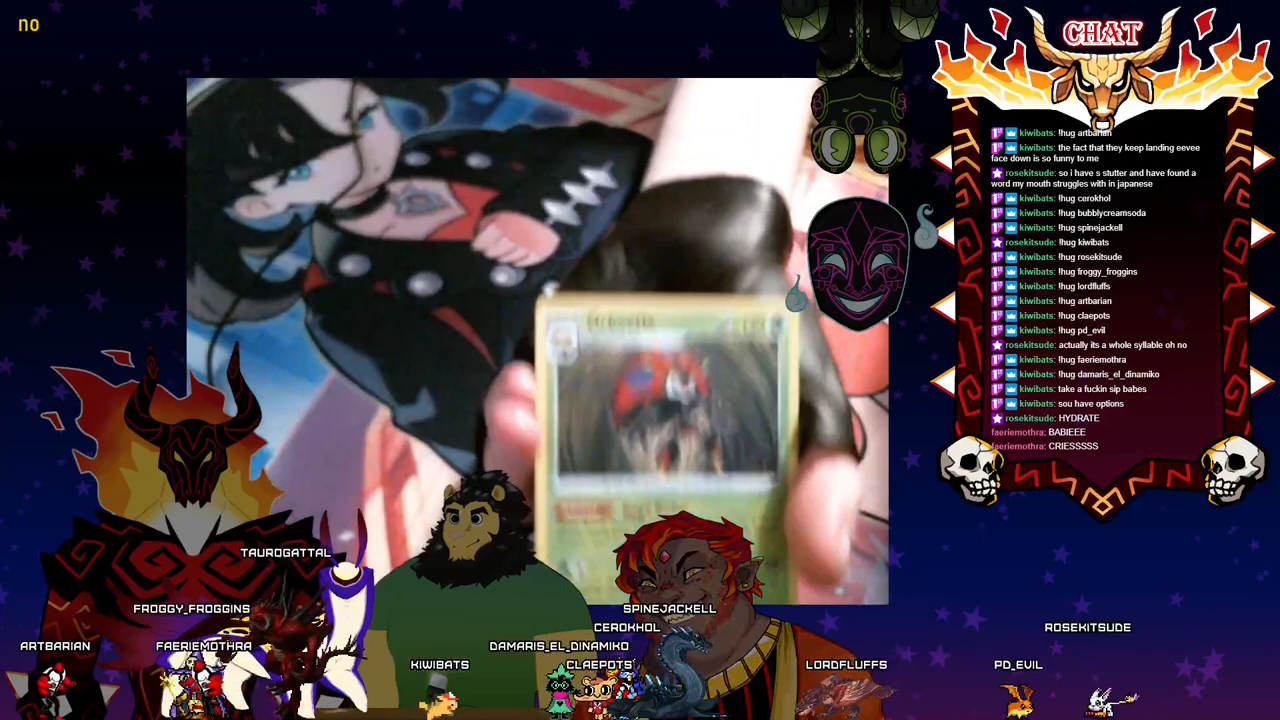 no
CHAT
kiwibats: !hug artbarian
kiwibats: the fact that they keep landing eevee
face down is so funny to me
rosekitsude: so i have s stutter and have found a
word my mouth struggles with in japanese
kiwibats: !hug cerokhol
kiwibats: !hug bubblycreamsoda
kiwibats: !hug spinejackell
rosekitsude: !hug kiwibats
kiwibats: !hug rosekitsude
kiwibats: !hug froggy_froggins
kiwibats: !hug lordfluffs
kiwibats: !hug artbarian
kiwibats: !hug claepots
kiwibats: !hug pd_evil
rosekitsude: actually its a whole syllable oh no
kiwibats: !hug faeriemothra
kiwibats: !hug damaris_el_dinamiko
kiwibats: take a fuckin sip babes
kiwibats: sou have options
rosekitsude: HYDRATE
faeriemothra: BABIEEE
faeriemothra: CRIESSSSS
TAUROGATTAL
FROGGY_FROGGINS
SPINEJACKELL
CEROKHOL
ROSEKITSUDE
ARTBARIAN
FAERIEMOTHRA
DAMARIS_EL_DINAMIKO
KIWIBATS
CLAEPOTS
LORDFLUFFS
PD_EVIL